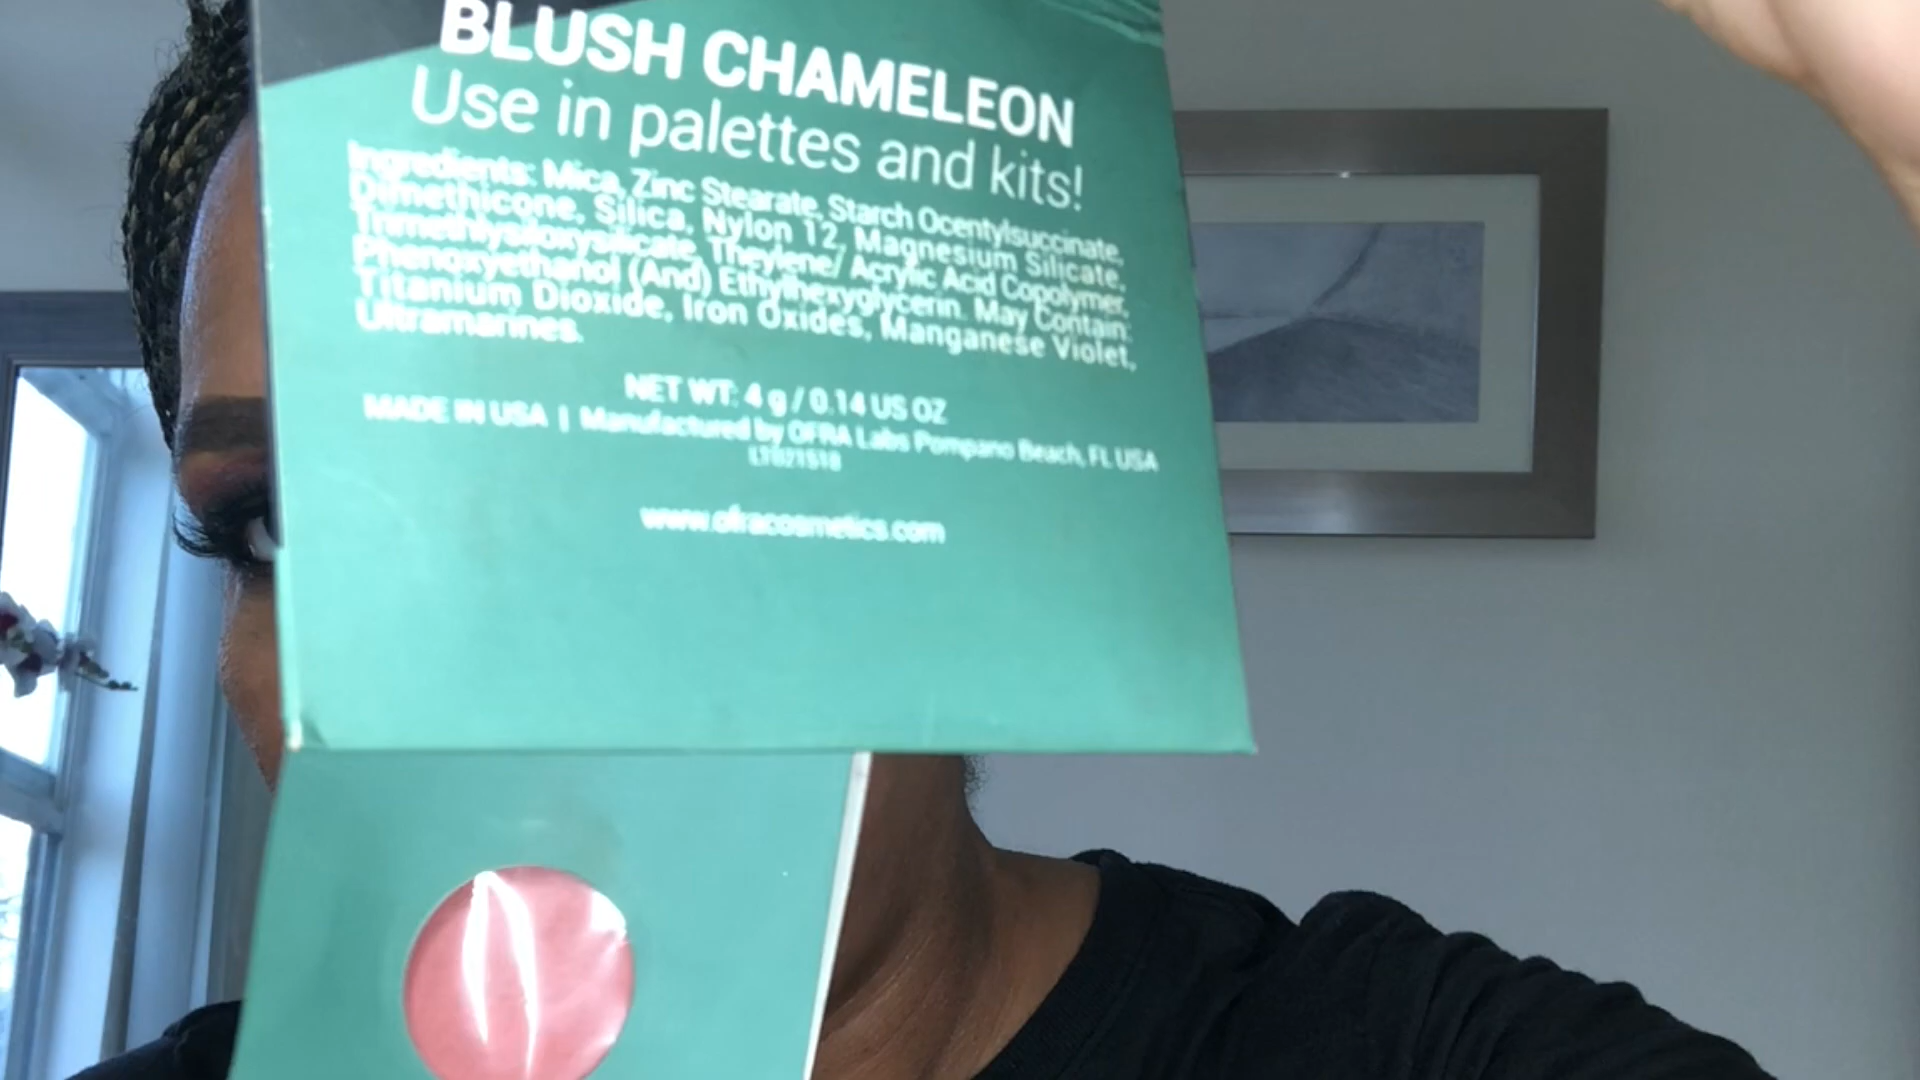 BLUSH CHAMELEON
Use in palettes and kits!
Ingredients: Mica, Zinc Stearate, Starch Ocentylsuccinate,
Dimethicone, Silica, Nylon 12, Magnesium Silicate,
Trimethlysiloxysilicate, Theylene/ Acrylic Acid Copolymer,
Phenoxyethanol (And) Ethylhexyglycerin. May Contain:
Titanium Dioxide, Iron Oxides, Manganese Violet,
Ultramarines.
NET WT: 4 g / 0.14 US OZ
MADE IN USA | Manufactured by OFRA Labs Pompano Beach, FL USA
LT021518
www.ofracosmetics.com